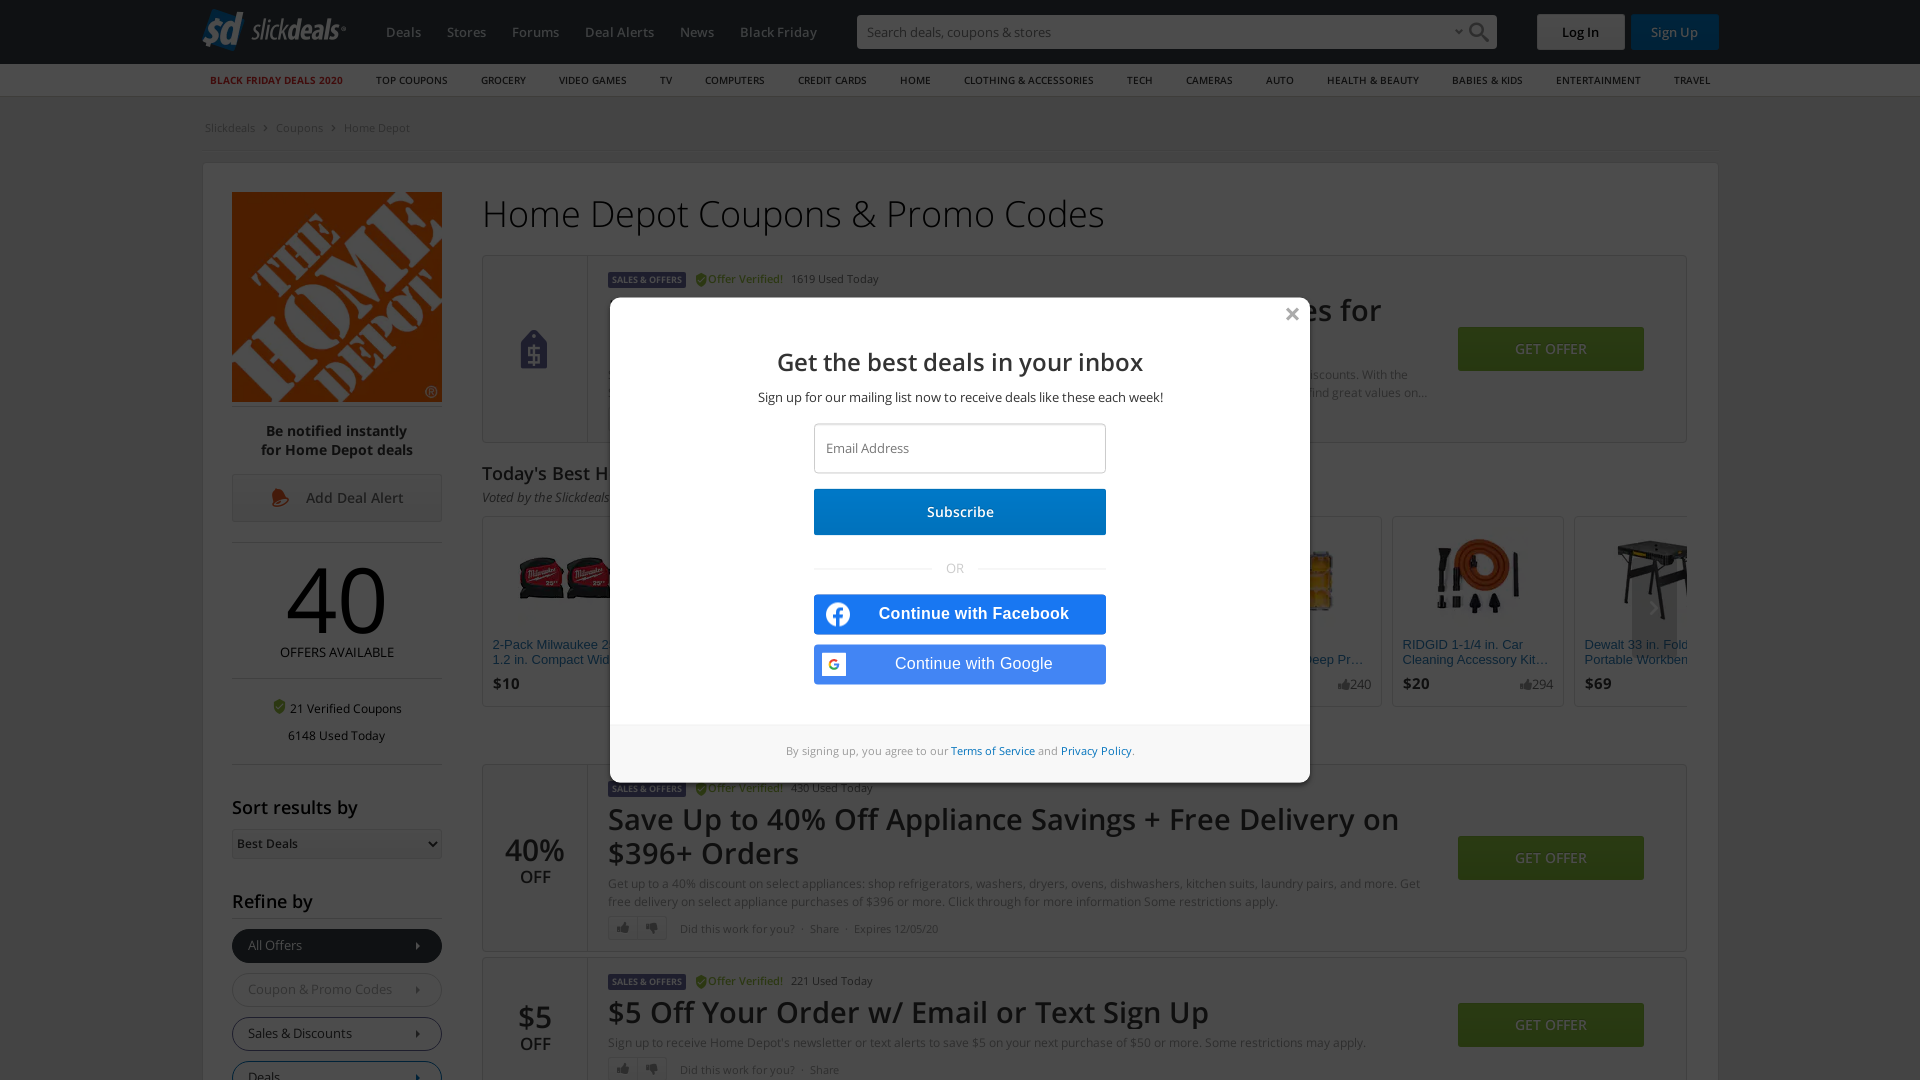 sd slickdeals
Deals
Stores
Forums
Deal Alerts
News
Black Friday
Search deals, coupons & stores
Log In
Sign Up
BLACK FRIDAY DEALS 2020
TOP COUPONS
GROCERY
VIDEO GAMES
TV
COMPUTERS
CREDIT CARDS
HOME
CLOTHING & ACCESSORIES
TECH
CAMERAS
AUTO
HEALTH & BEAUTY
BABIES & KIDS
ENTERTAINMENT
TRAVEL
Slickdeals
Coupons
Home Depot
THE
HOME
DEPOT
®
Be notified instantly
for Home Depot deals
Add Deal Alert
40
OFFERS AVAILABLE
21 Verified Coupons
6148 Used Today
Sort results by
Best Deals
Refine by
All Offers
Coupon & Promo Codes
Sales & Discounts
Deals
Home Depot Coupons & Promo Codes
SALES & OFFERS
Offer Verified!
1619 Used Today
es for
GET OFFER
Today's Best H
Voted by the Slickdeals
2-Pack Milwaukee 2
1.2 in. Compact Wid
$10
eep Pr...
240
RIDGID 1-1/4 in. Car
Cleaning Accessory Kit...
$20
294
Dewalt 33 in. Fold
Portable Workben
$69
Get the best deals in your inbox
Sign up for our mailing list now to receive deals like these each week!
Email Address
Subscribe
OR
Continue with Facebook
Continue with Google
By signing up, you agree to our Terms of Service and Privacy Policy.
40%
OFF
SALES & OFFERS
Offer Verified!
430 Used Today
Save Up to 40% Off Appliance Savings + Free Delivery on
$396+ Orders
Get up to a 40% discount on select appliances: shop refrigerators, washers, dryers, ovens, dishwashers, kitchen suits, laundry pairs, and more. Get
free delivery on select appliance purchases of $396 or more. Click through for more information Some restrictions apply.
Did this work for you? · Share · Expires 12/05/20
GET OFFER
$5
OFF
SALES & OFFERS
Offer Verified!
221 Used Today
$5 Off Your Order w/ Email or Text Sign Up
Sign up to receive Home Depot's newsletter or text alerts to save $5 on your next purchase of $50 or more. Some restrictions may apply.
Did this work for you? · Share
GET OFFER